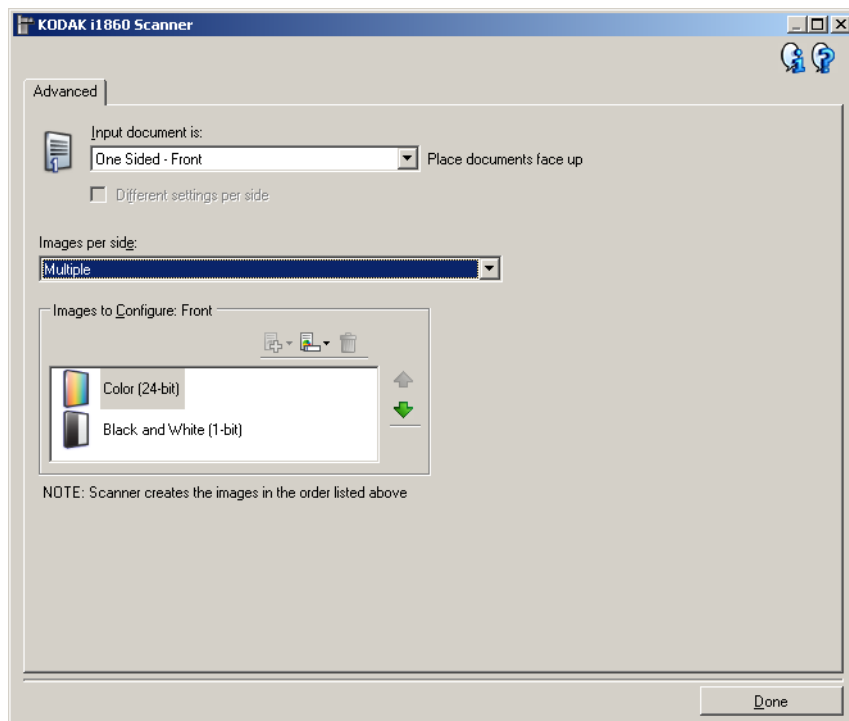 KODAK i1860 Scanner
Advanced
Input document is:
One Sided - Front
Place documents face up
Different settings per side
Images per side:
Multiple
Images to Configure: Front
Color (24-bit)
Black and White (1-bit)
NOTE: Scanner creates the images in the order listed above
Done